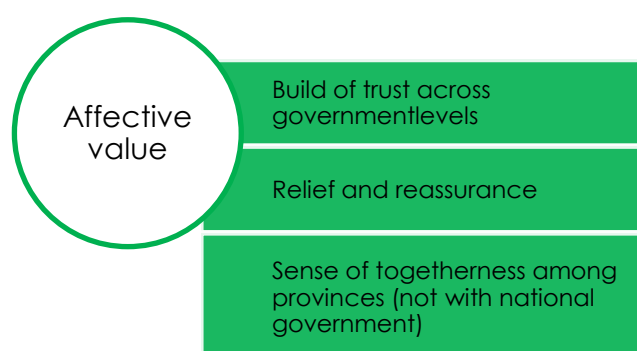 Affective
value
Build of trust across
governmentlevels
Relief and reassurance
Sense of togetherness among
provinces (not with national
government)